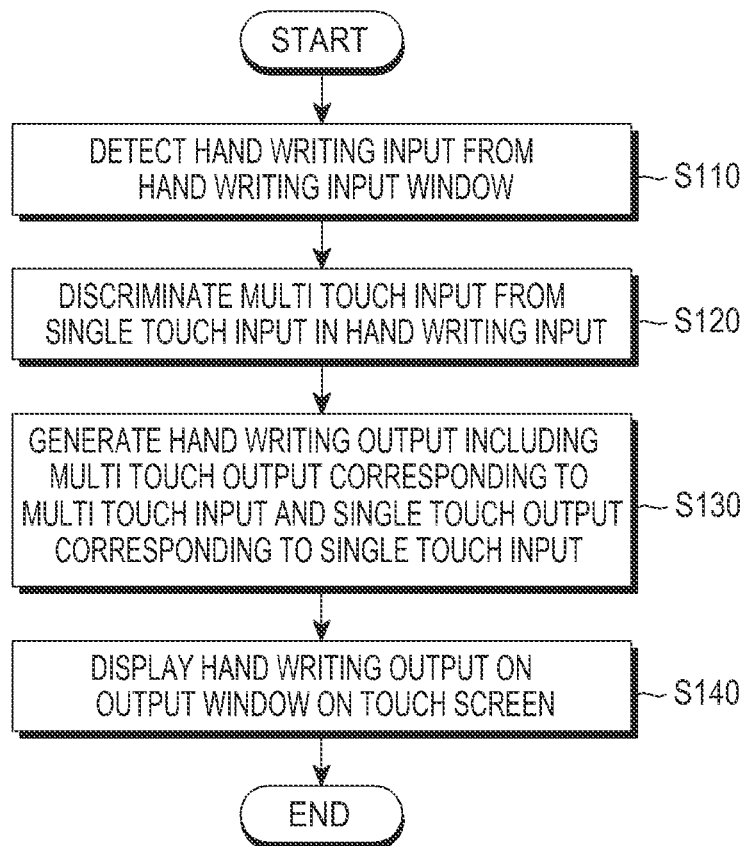 START
DETECT HAND WRITING INPUT FROM
HAND WRITING INPUT WINDOW
S110
DISCRIMINATE MULTI TOUCH INPUT FROM
SINGLE TOUCH INPUT IN HAND WRITING INPUT
S120
GENERATE HAND WRITING OUTPUT INCLUDING
MULTI TOUCH OUTPUT CORRESPONDING TO
MULTI TOUCH INPUT AND SINGLE TOUCH OUTPUT
CORRESPONDING TO SINGLE TOUCH INPUT
S130
DISPLAY HAND WRITING OUTPUT ON
OUTPUT WINDOW ON TOUCH SCREEN
S140
END